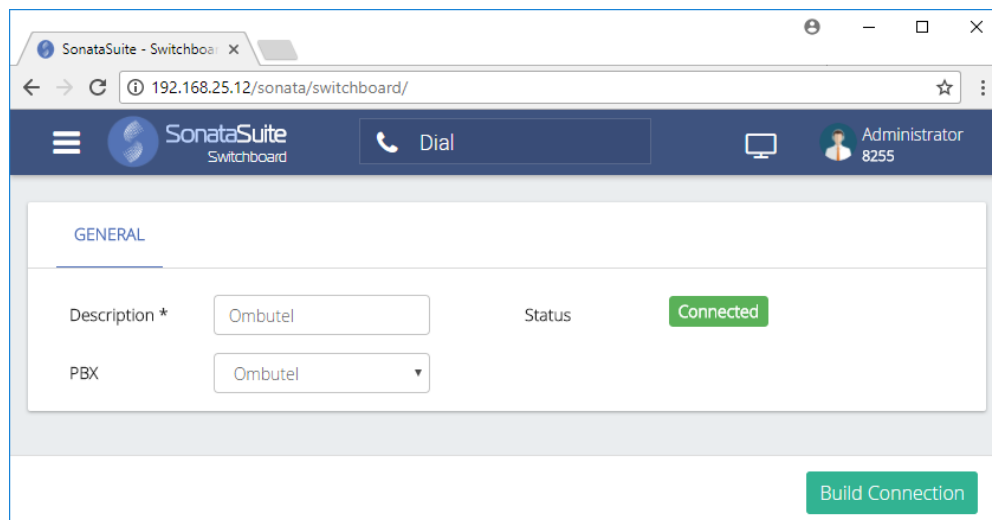 SonataSuite - Switchboar
192.168.25.12/sonata/switchboard/
SonataSuite
Switchboard
Dial
Administrator
8255
GENERAL
Description *
Ombutel
Status
Connected
PBX
Ombutel
Build Connection